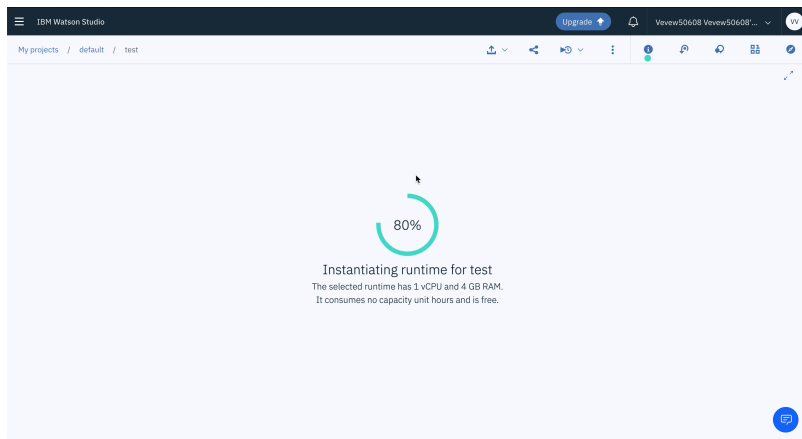 IBM Watson Studio
Upgrade
Vevew50608 Vevew50608'...
VV
My projects / default / test
80%
Instantiating runtime for test
The selected runtime has 1 vCPU and 4 GB RAM.
It consumes no capacity unit hours and is free.